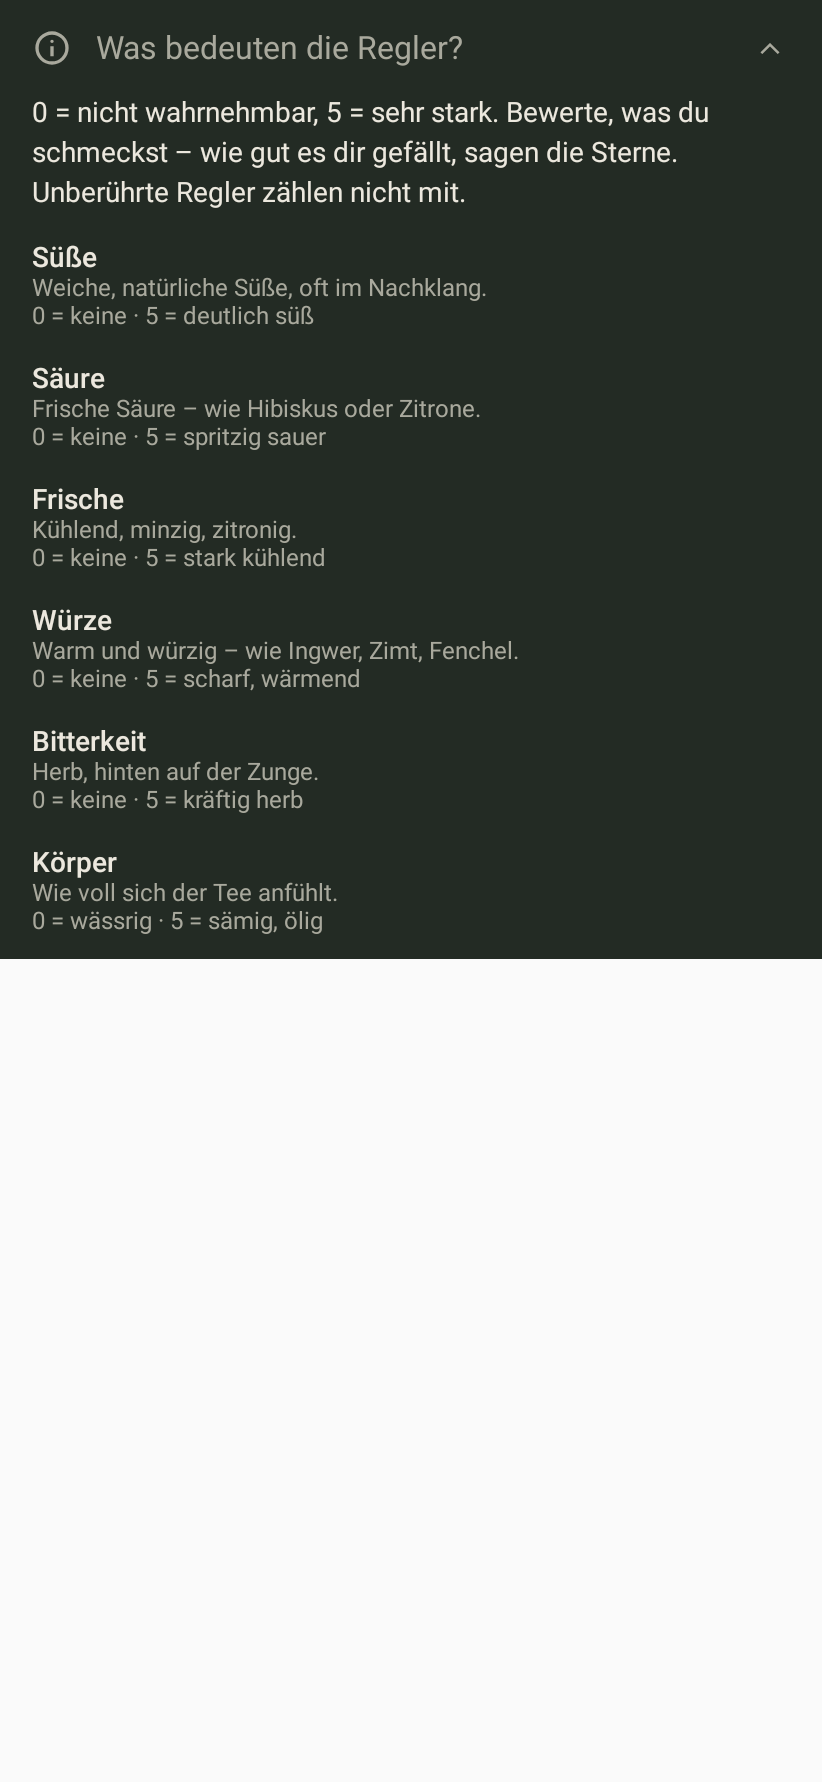 Was bedeuten die Regler?
0 = nicht wahrnehmbar, 5 = sehr stark. Bewerte, was du
schmeckst – wie gut es dir gefällt, sagen die Sterne.
Unberührte Regler zählen nicht mit.
Süße
Weiche, natürliche Süße, oft im Nachklang.
0 = keine · 5 = deutlich süß
Säure
Frische Säure – wie Hibiskus oder Zitrone.
0 = keine · 5 = spritzig sauer
Frische
Kühlend, minzig, zitronig.
0 = keine · 5 = stark kühlend
Würze
Warm und würzig – wie Ingwer, Zimt, Fenchel.
0 = keine · 5 = scharf, wärmend
Bitterkeit
Herb, hinten auf der Zunge.
0 = keine · 5 = kräftig herb
Körper
Wie voll sich der Tee anfühlt.
0 = wässrig · 5 = sämig, ölig